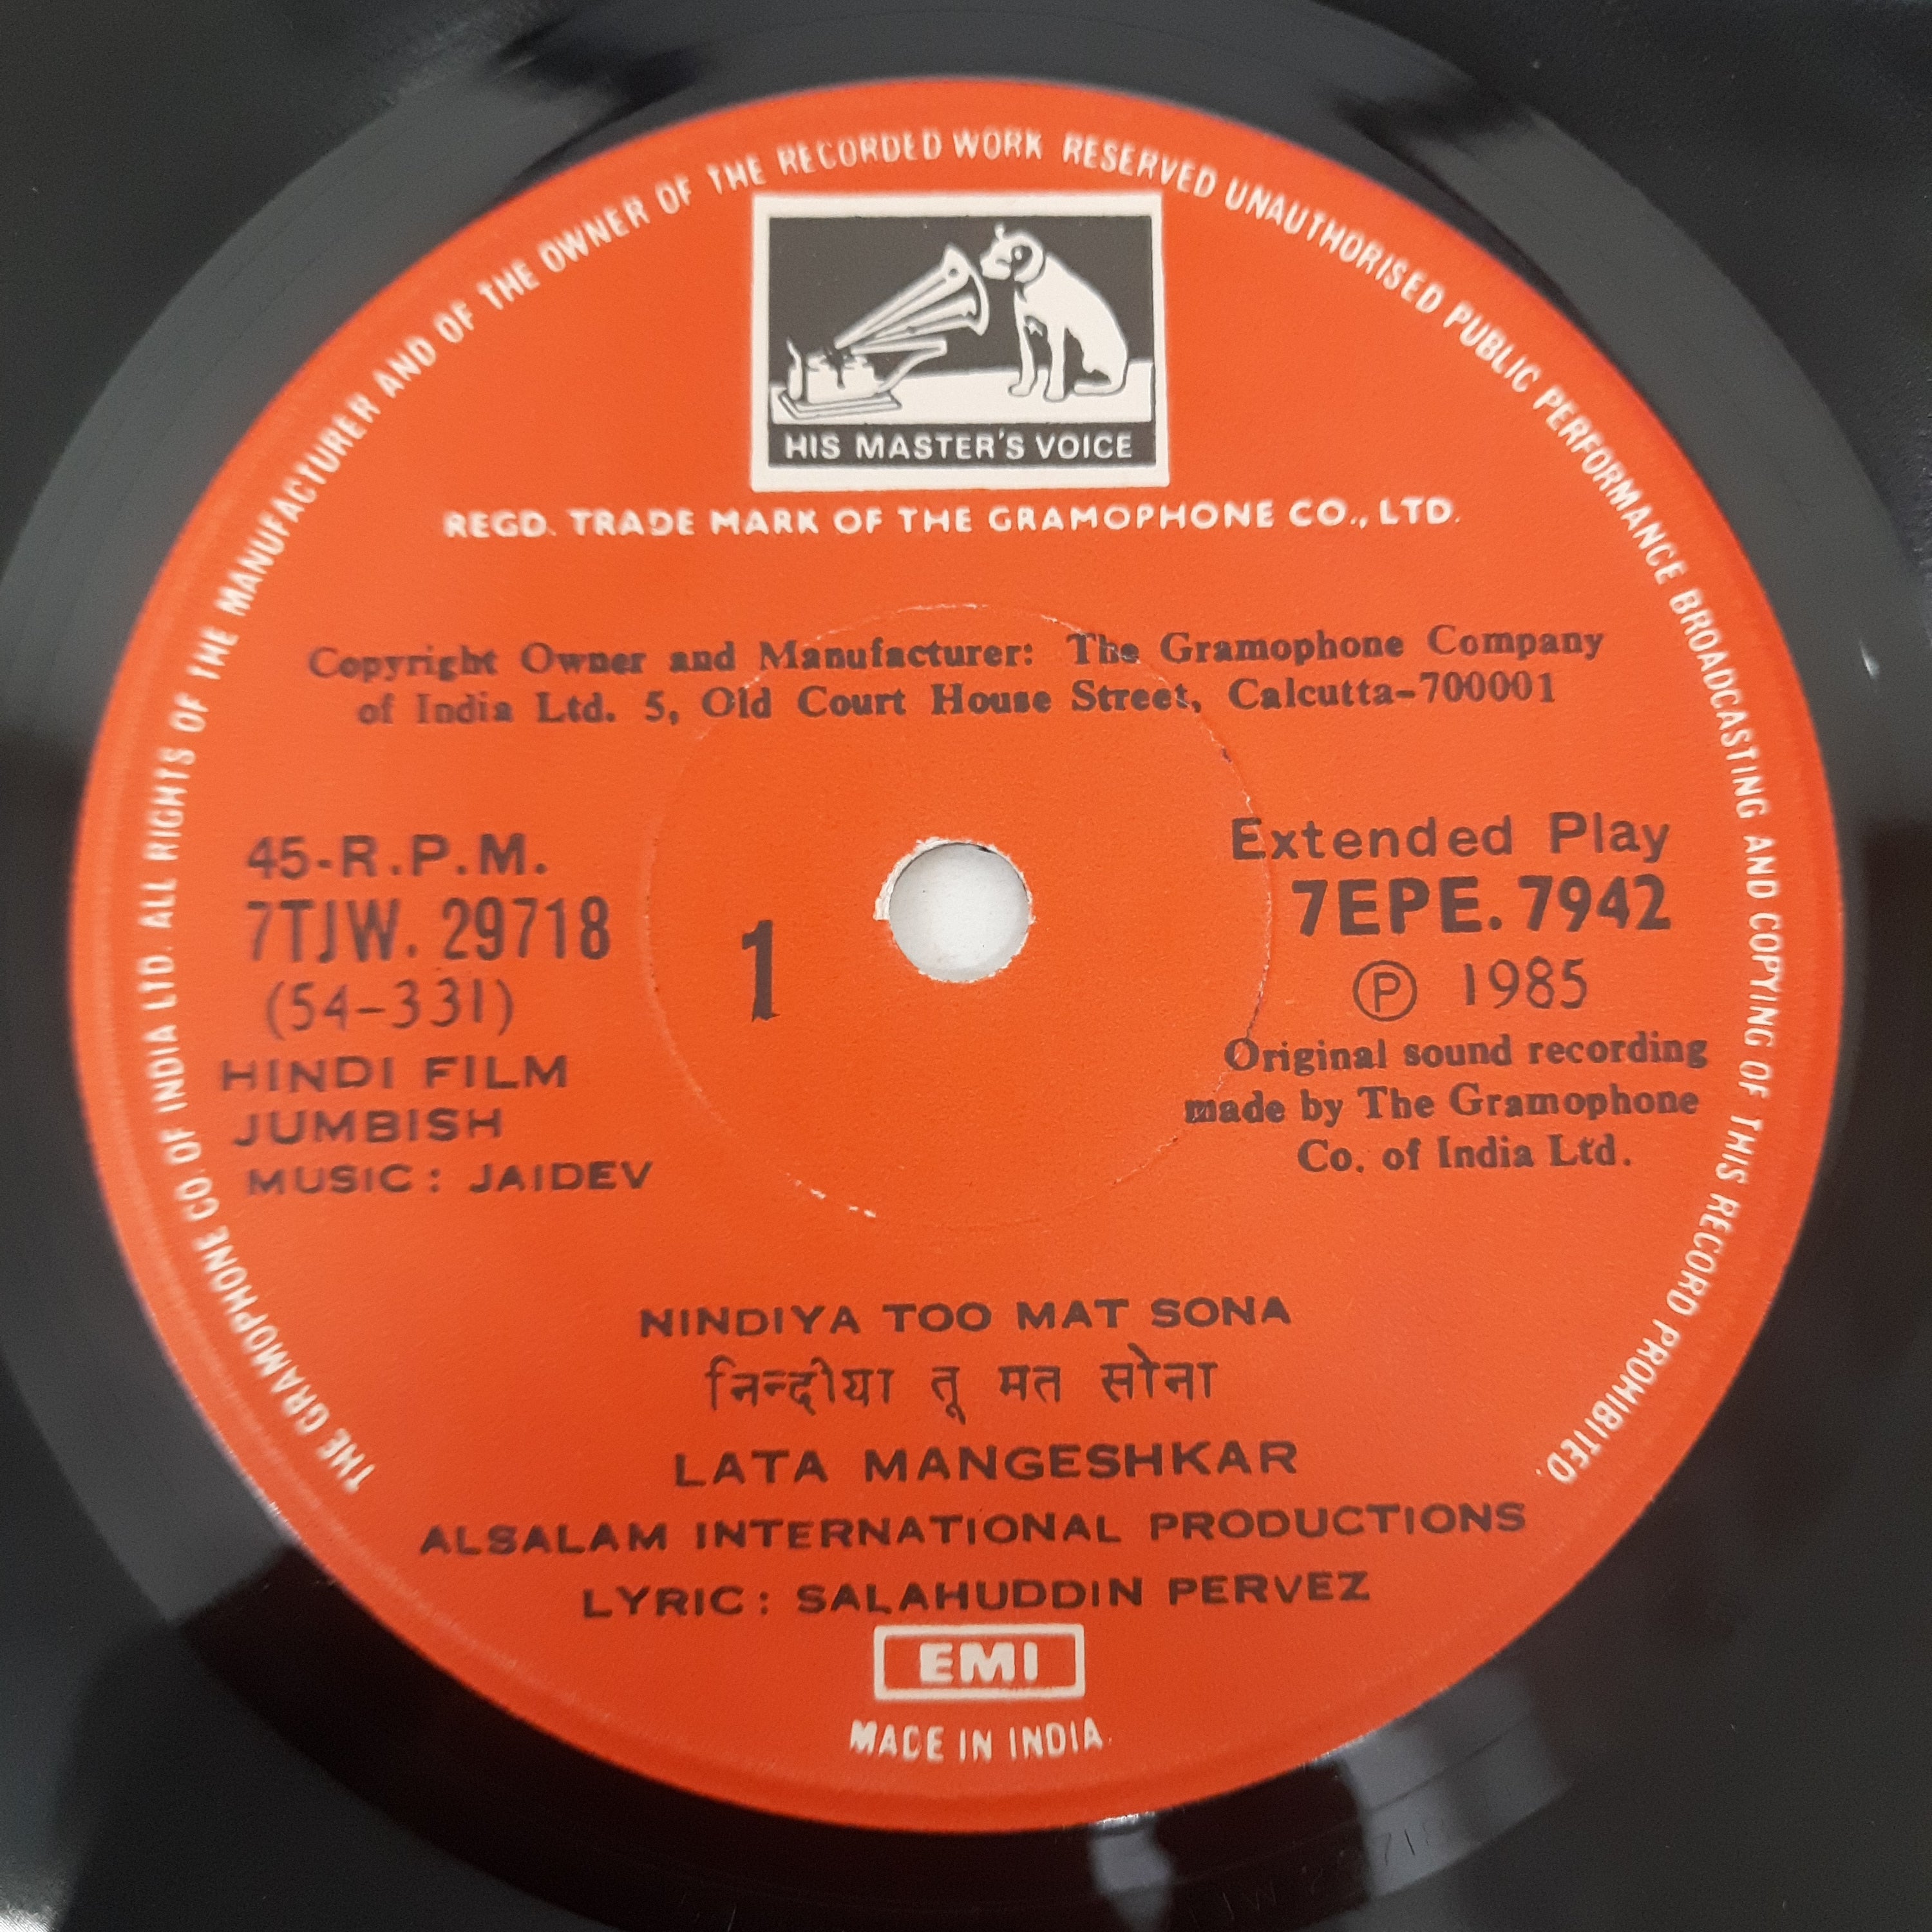 THE GRAMOPHONE CO. OF INDIA LTD. ALL RIGHTS OF THE MANUFACTURER AND OF THE OWNER OF THE RECORDED WORK RESERVED UNAUTHORISED PUBLIC PERFORMANCE BROADCASTING AND COPYING OF THIS RECORD PROHIBITED.
HIS MASTER'S VOICE
REGD. TRADE MARK OF THE GRAMOPHONE CO., LTD.
Copyright Owner and Manufacturer: The Gramophone Company
of India Ltd. 5, Old Court House Street, Calcutta-700001
45-R.P.M.
7TJW. 29718
(54-331)
HINDI FILM
JUMBISH
MUSIC : JAIDEV
1
Extended Play
7EPE. 7942
Ⓟ 1985
Original sound recording
made by The Gramophone
Co. of India Ltd.
NINDIYA TOO MAT SONA
निन्दीया तू मत सोना
LATA MANGESHKAR
ALSALAM INTERNATIONAL PRODUCTIONS
LYRIC : SALAHUDDIN PERVEZ
EMI
MADE IN INDIA